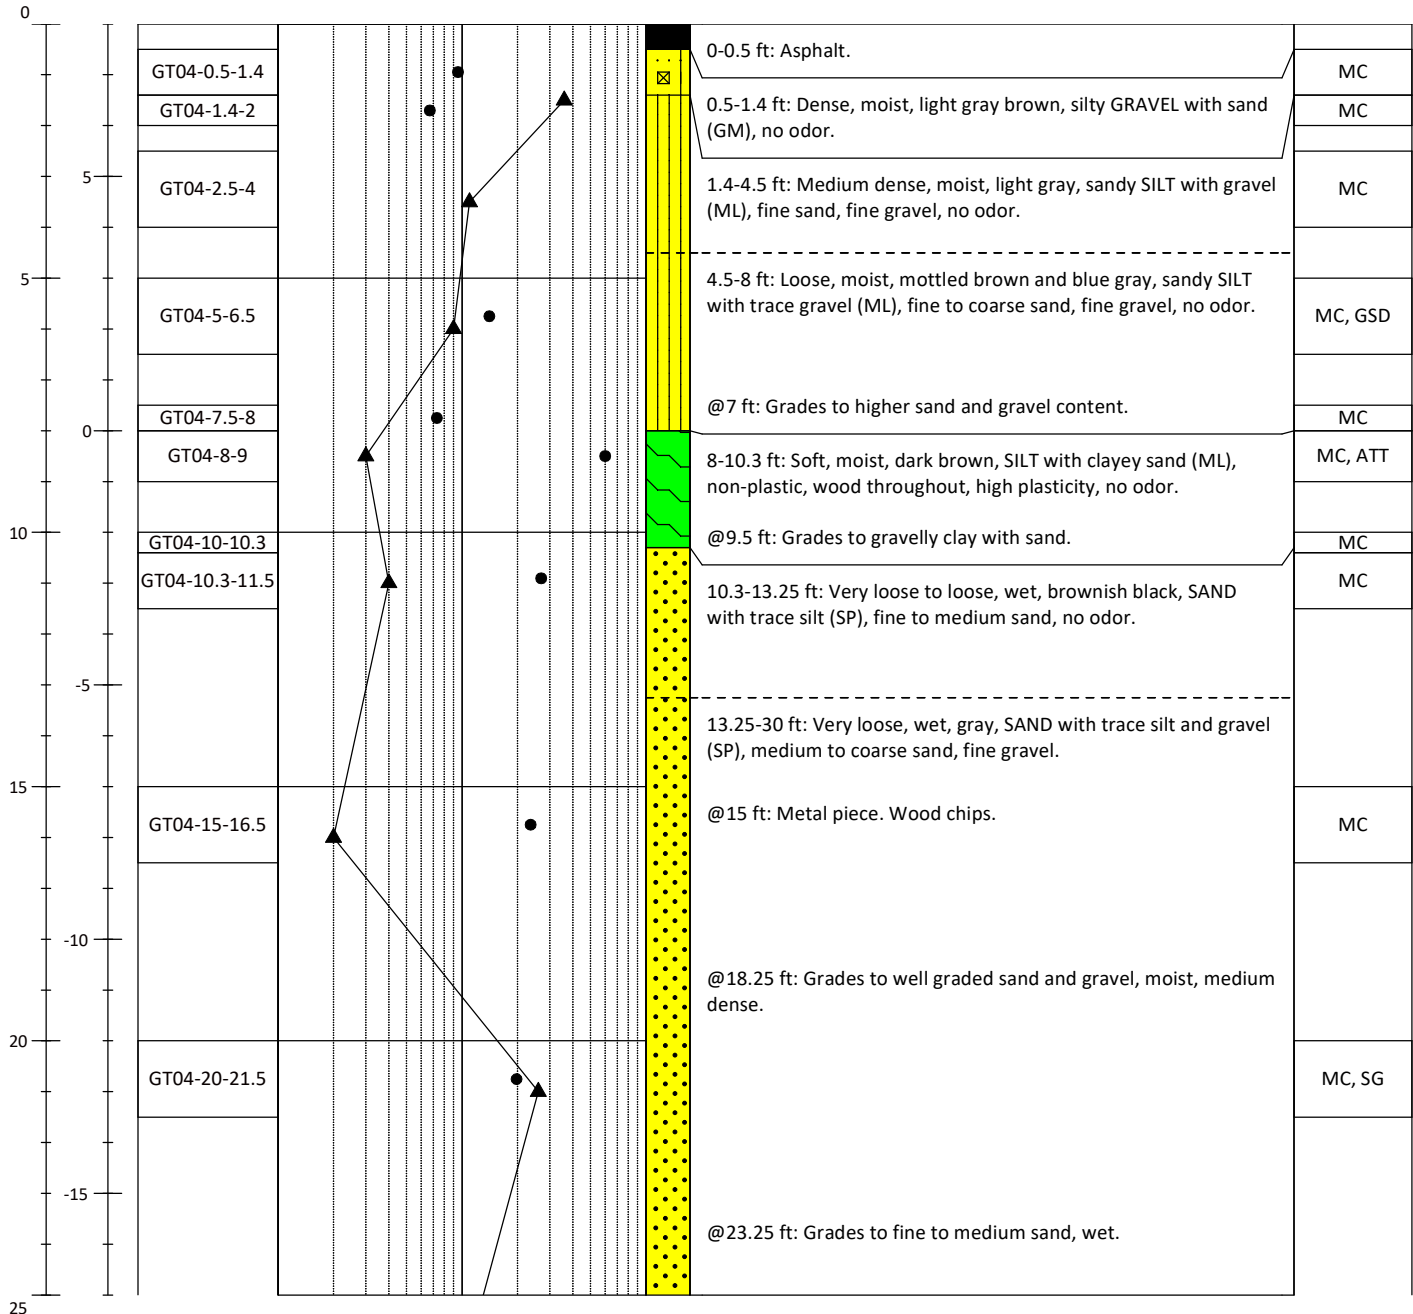 0
0-0.5 ft: Asphalt.
GT04-0.5-1.4
MC
0.5-1.4 ft: Dense, moist, light gray brown, silty GRAVEL with sand
(GM), no odor.
GT04-1.4-2
MC
5
GT04-2.5-4
1.4-4.5 ft: Medium dense, moist, light gray, sandy SILT with gravel
(ML), fine sand, fine gravel, no odor.
MC
5
4.5-8 ft: Loose, moist, mottled brown and blue gray, sandy SILT
with trace gravel (ML), fine to coarse sand, fine gravel, no odor.
GT04-5-6.5
MC, GSD
@7 ft: Grades to higher sand and gravel content.
GT04-7.5-8
MC
0
GT04-8-9
8-10.3 ft: Soft, moist, dark brown, SILT with clayey sand (ML),
non-plastic, wood throughout, high plasticity, no odor.
MC, ATT
10
@9.5 ft: Grades to gravelly clay with sand.
GT04-10-10.3
MC
GT04-10.3-11.5
MC
10.3-13.25 ft: Very loose to loose, wet, brownish black, SAND
with trace silt (SP), fine to medium sand, no odor.
-5
13.25-30 ft: Very loose, wet, gray, SAND with trace silt and gravel
(SP), medium to coarse sand, fine gravel.
15
@15 ft: Metal piece. Wood chips.
GT04-15-16.5
MC
-10
@18.25 ft: Grades to well graded sand and gravel, moist, medium
dense.
20
GT04-20-21.5
MC, SG
-15
@23.25 ft: Grades to fine to medium sand, wet.
25